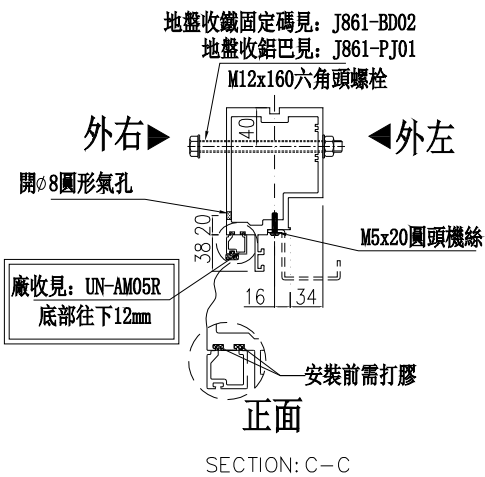 地盤收鐵固定碼見：J861-BD02
地盤收鋁巴見：J861-PJ01
M12x160六角頭螺栓
40
外右
外左
開ø8圓形氣孔
20
38
M5x20圓頭機絲
廠收見：UN-AM05R
底部往下12mm
16
34
安裝前需打膠
正面
SECTION: C-C